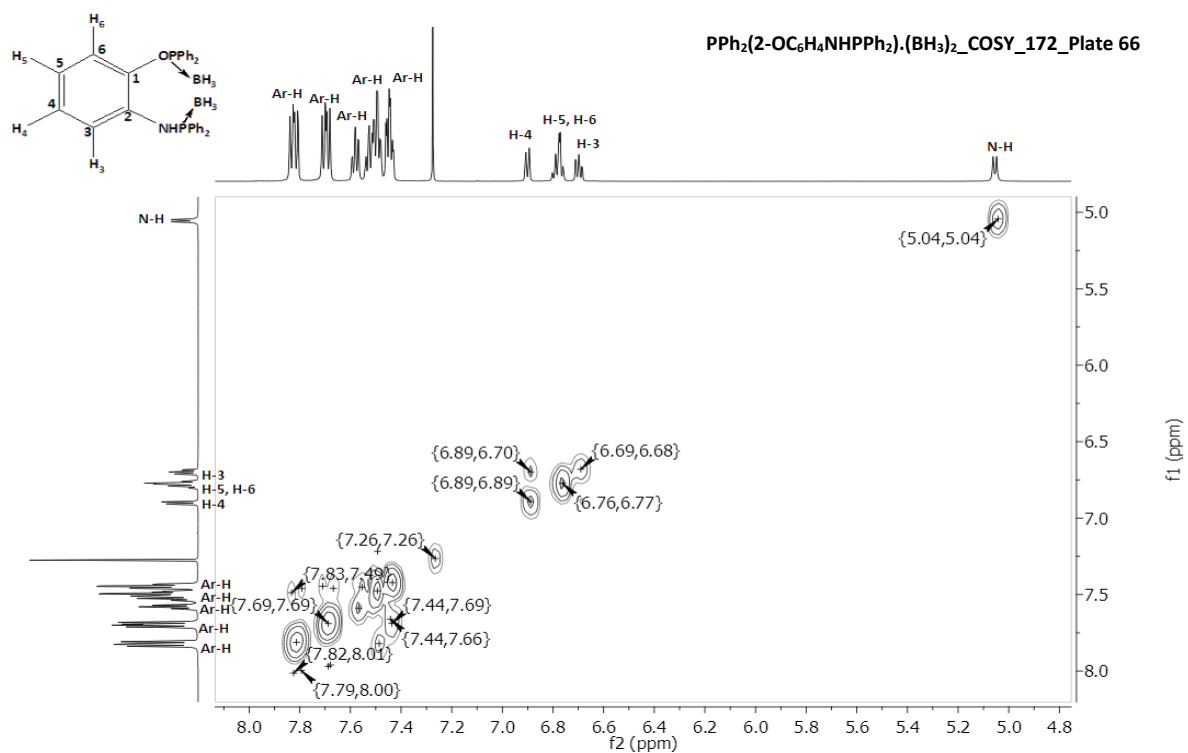 PPh₂(2-OC₆H₄NHPPh₂).(BH₃)₂_COSY_172_Plate 66
H₆
H₅
6
OPPh₂
5
1
BH₃
BH₃
4
2
H₄
3
NHPPh₂
H₃
Ar-H
Ar-H
Ar-H
Ar-H
Ar-H
H-4
H-5, H-6
H-3
N-H
N-H
{5.04,5.04}
{6.89,6.70}
{6.69,6.68}
{6.89,6.89}
{6.76,6.77}
{7.26,7.26}
{7.83,7.49}
{7.69,7.69}
{7.44,7.69}
{7.44,7.66}
{7.82,8.01}
{7.79,8.00}
H-3
H-5, H-6
H-4
Ar-H
Ar-H
Ar-H
Ar-H
Ar-H
5.0
5.5
6.0
6.5
7.0
7.5
8.0
f1 (ppm)
8.0 7.8 7.6 7.4 7.2 7.0 6.8 6.6 6.4 6.2 6.0 5.8 5.6 5.4 5.2 5.0 4.8
f2 (ppm)